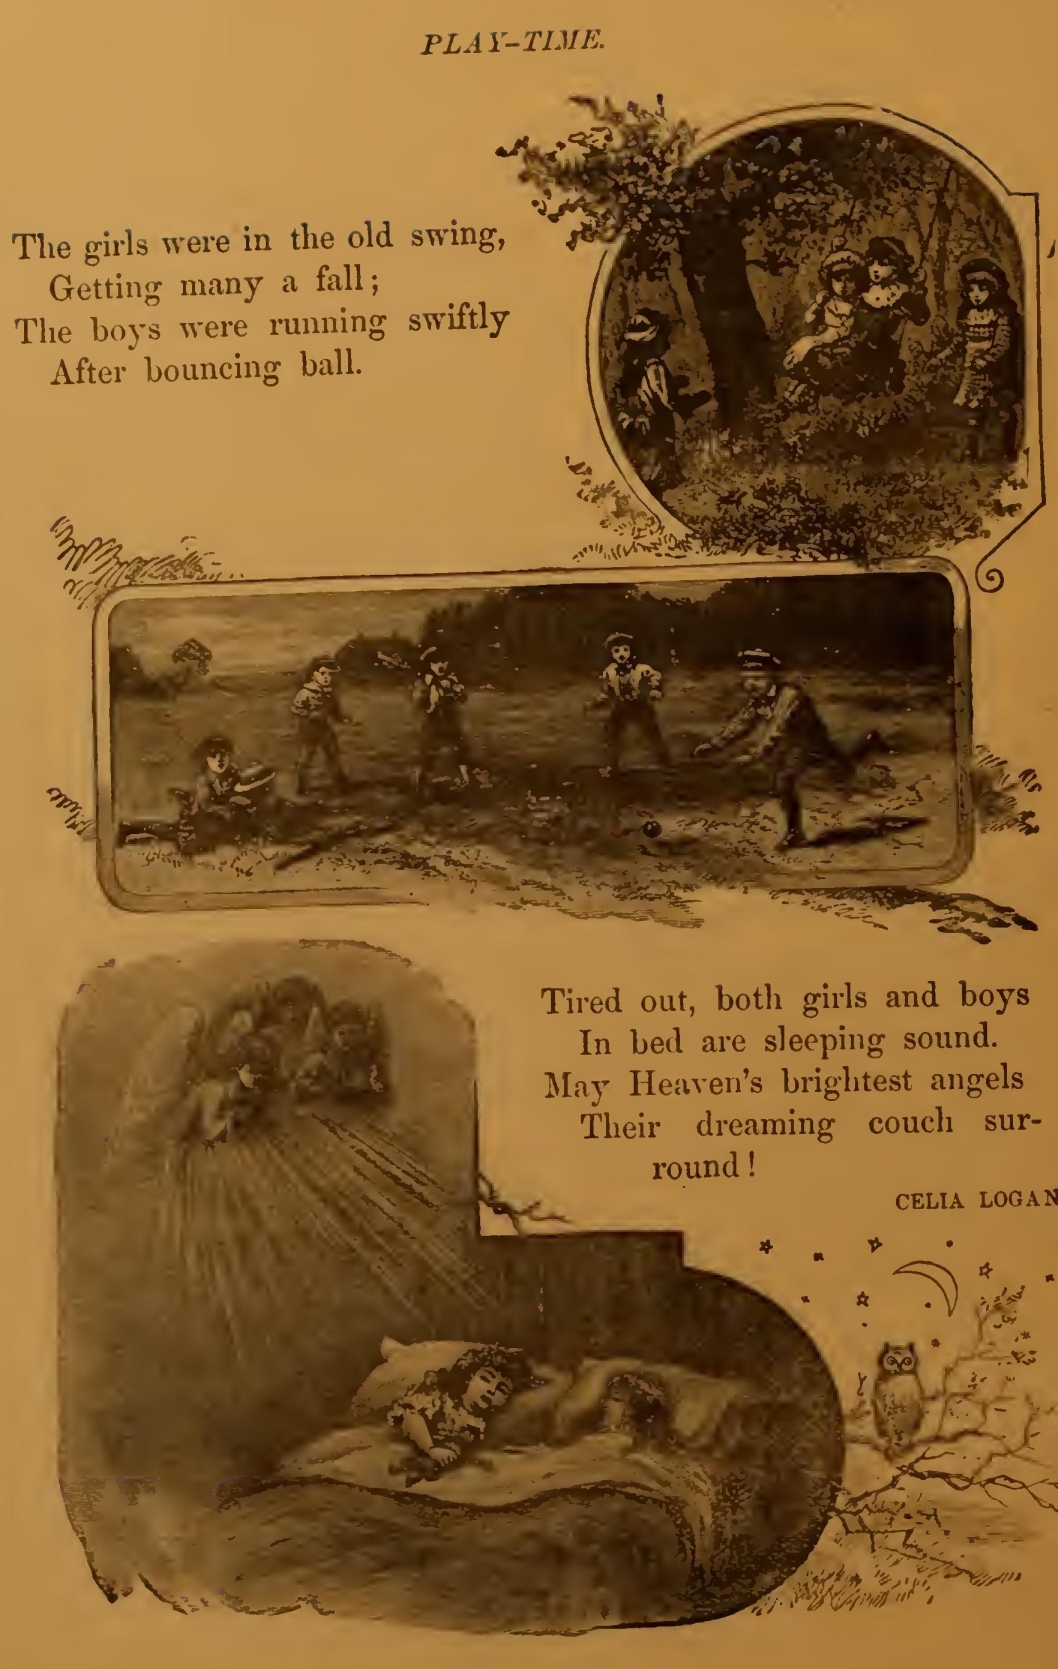 PLAY-TIME.
The girls were in the old swing,
Getting many a fall;
The boys were running swiftly
After bouncing ball.
Tired out, both girls and boys
In bed are sleeping sound.
May Heaven's brightest angels
Their dreaming couch sur-
round!
CELIA LOGAN